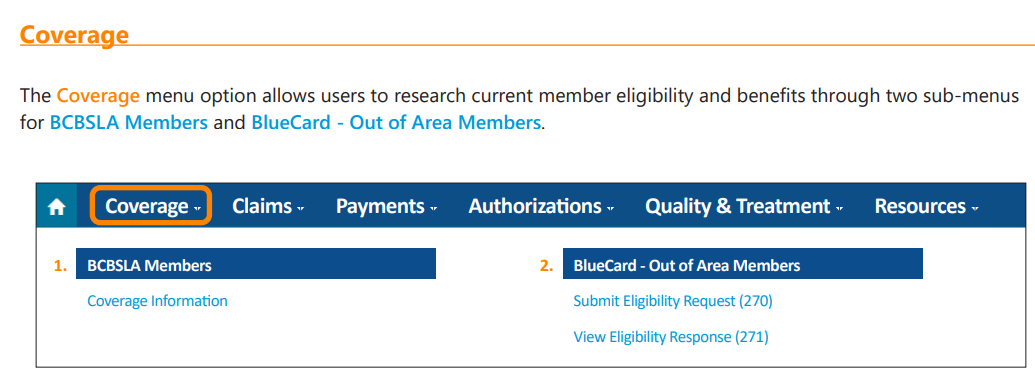 Coverage
The Coverage menu option allows users to research current member eligibility and benefits through two sub-menus
for BCBSLA Members and BlueCard - Out of Area Members.
Coverage Claims Payments Authorizations Quality & Treatment Resources
1. BCBSLA Members 2. BlueCard - Out of Area Members
Coverage Information Submit Eligibility Request (270)
View Eligibility Response (271)